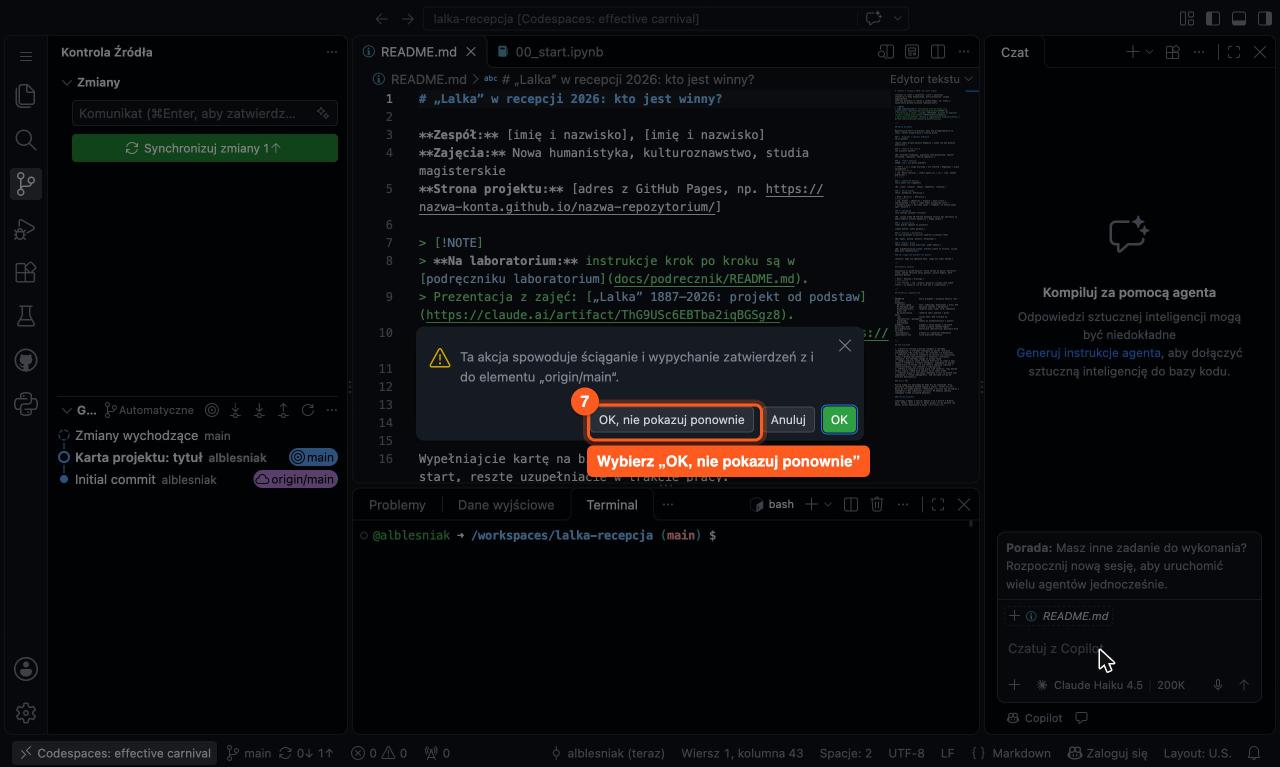 lalka-recepcja [Codespaces: effective carnival]
Kontrola Źródła
Zmiany
Komunikat (⌘Enter, aby zatwierdz...
Synchronizuj zmiany 1↑
G... Automatyczne
Zmiany wychodzące main
Karta projektu: tytuł alblesniak main
Initial commit alblesniak origin/main
README.md
00_start.ipynb
README.md > abc # „Lalka” w recepcji 2026: kto jest winny?
Edytor tekstu
1 # „Lalka” w recepcji 2026: kto jest winny?
2
3 **Zespół:** [imię i nazwisko], [imię i nazwisko]
4 **Zajęcia:** Nowa humanistyka, kulturoznawstwo, studia
magisterskie
5 **Strona projektu:** [adres z GitHub Pages, np. https://
nazwa-konta.github.io/nazwa-repozytorium/]
6
7 > [!NOTE]
8 > **Na laboratorium:** instrukcje krok po kroku są w
[podręczniku laboratorium](docs/podrecznik/README.md).
9 > Prezentacja z zajęć: [„Lalka” 1887–2026: projekt od podstaw]
(https://claude.ai/artifact/ThG9USc6EBTba2iqBGSgz8).
10 s://
11
12
13
14
15
16 Wypełniajcie kartę na b
start, resztę uzupełniacie w trakcie pracy.
Ta akcja spowoduje ściąganie i wypychanie zatwierdzeń z i
do elementu „origin/main”.
7
OK, nie pokazuj ponownie
Anuluj
OK
Wybierz „OK, nie pokazuj ponownie”
Problemy
Dane wyjściowe
Terminal
bash
@alblesniak → /workspaces/lalka-recepcja (main) $
Czat
Kompiluj za pomocą agenta
Odpowiedzi sztucznej inteligencji mogą
być niedokładne
Generuj instrukcje agenta, aby dołączyć
sztuczną inteligencję do bazy kodu.
Porada: Masz inne zadanie do wykonania?
Rozpocznij nową sesję, aby uruchomić
wielu agentów jednocześnie.
README.md
Czatuj z Copilot
Claude Haiku 4.5 200K
Copilot
Codespaces: effective carnival
main 0↓ 1↑
0 0
0
alblesniak (teraz)
Wiersz 1, kolumna 43
Spacje: 2
UTF-8
LF
{ } Markdown
Zaloguj się
Layout: U.S.